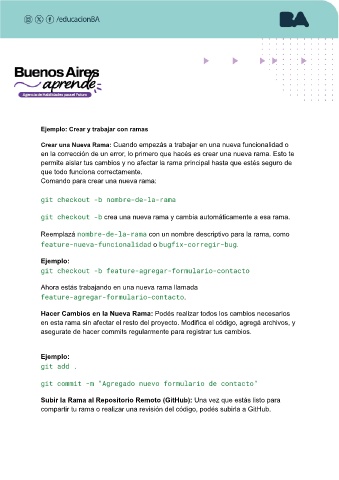 /educacionBA
BA
Buenos Aires
aprende
Agencia de Habilidades para el Futuro
Ejemplo: Crear y trabajar con ramas
Crear una Nueva Rama: Cuando empezás a trabajar en una nueva funcionalidad o
en la corrección de un error, lo primero que hacés es crear una nueva rama. Esto te
permite aislar tus cambios y no afectar la rama principal hasta que estés seguro de
que todo funciona correctamente.
Comando para crear una nueva rama:
git checkout -b nombre-de-la-rama
git checkout -b crea una nueva rama y cambia automáticamente a esa rama.
Reemplazá nombre-de-la-rama con un nombre descriptivo para la rama, como
feature-nueva-funcionalidad o bugfix-corregir-bug.
Ejemplo:
git checkout -b feature-agregar-formulario-contacto
Ahora estás trabajando en una nueva rama llamada
feature-agregar-formulario-contacto.
Hacer Cambios en la Nueva Rama: Podés realizar todos los cambios necesarios
en esta rama sin afectar el resto del proyecto. Modifica el código, agregá archivos, y
asegurate de hacer commits regularmente para registrar tus cambios.
Ejemplo:
git add .
git commit -m "Agregado nuevo formulario de contacto"
Subir la Rama al Repositorio Remoto (GitHub): Una vez que estás listo para
compartir tu rama o realizar una revisión del código, podés subirla a GitHub.